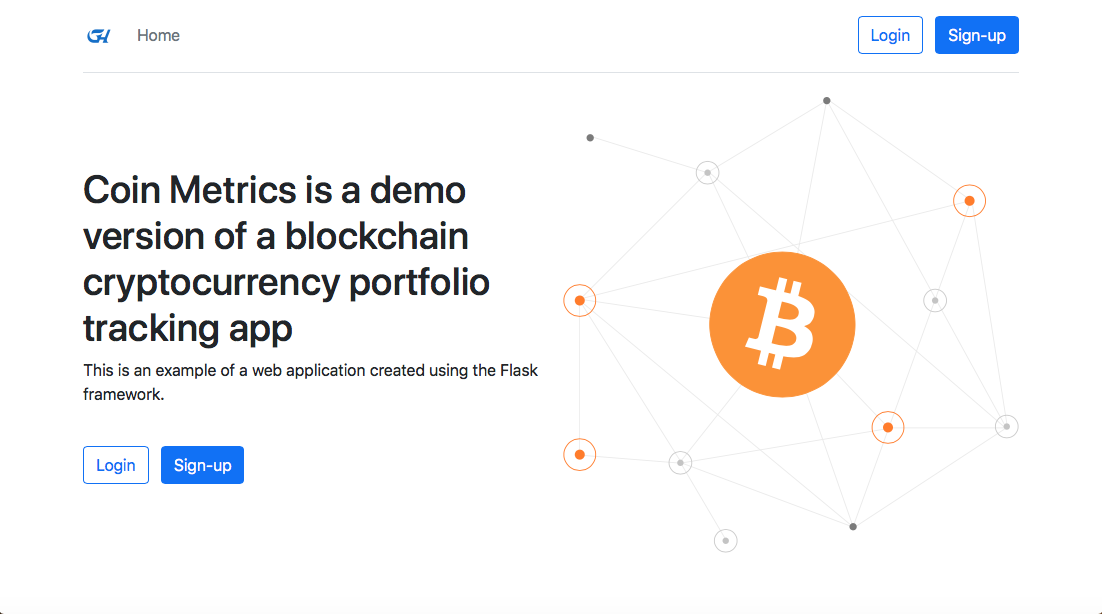 GH Home Login Sign-up
Coin Metrics is a demo
version of a blockchain
cryptocurrency portfolio
tracking app
This is an example of a web application created using the Flask
framework.
Login Sign-up